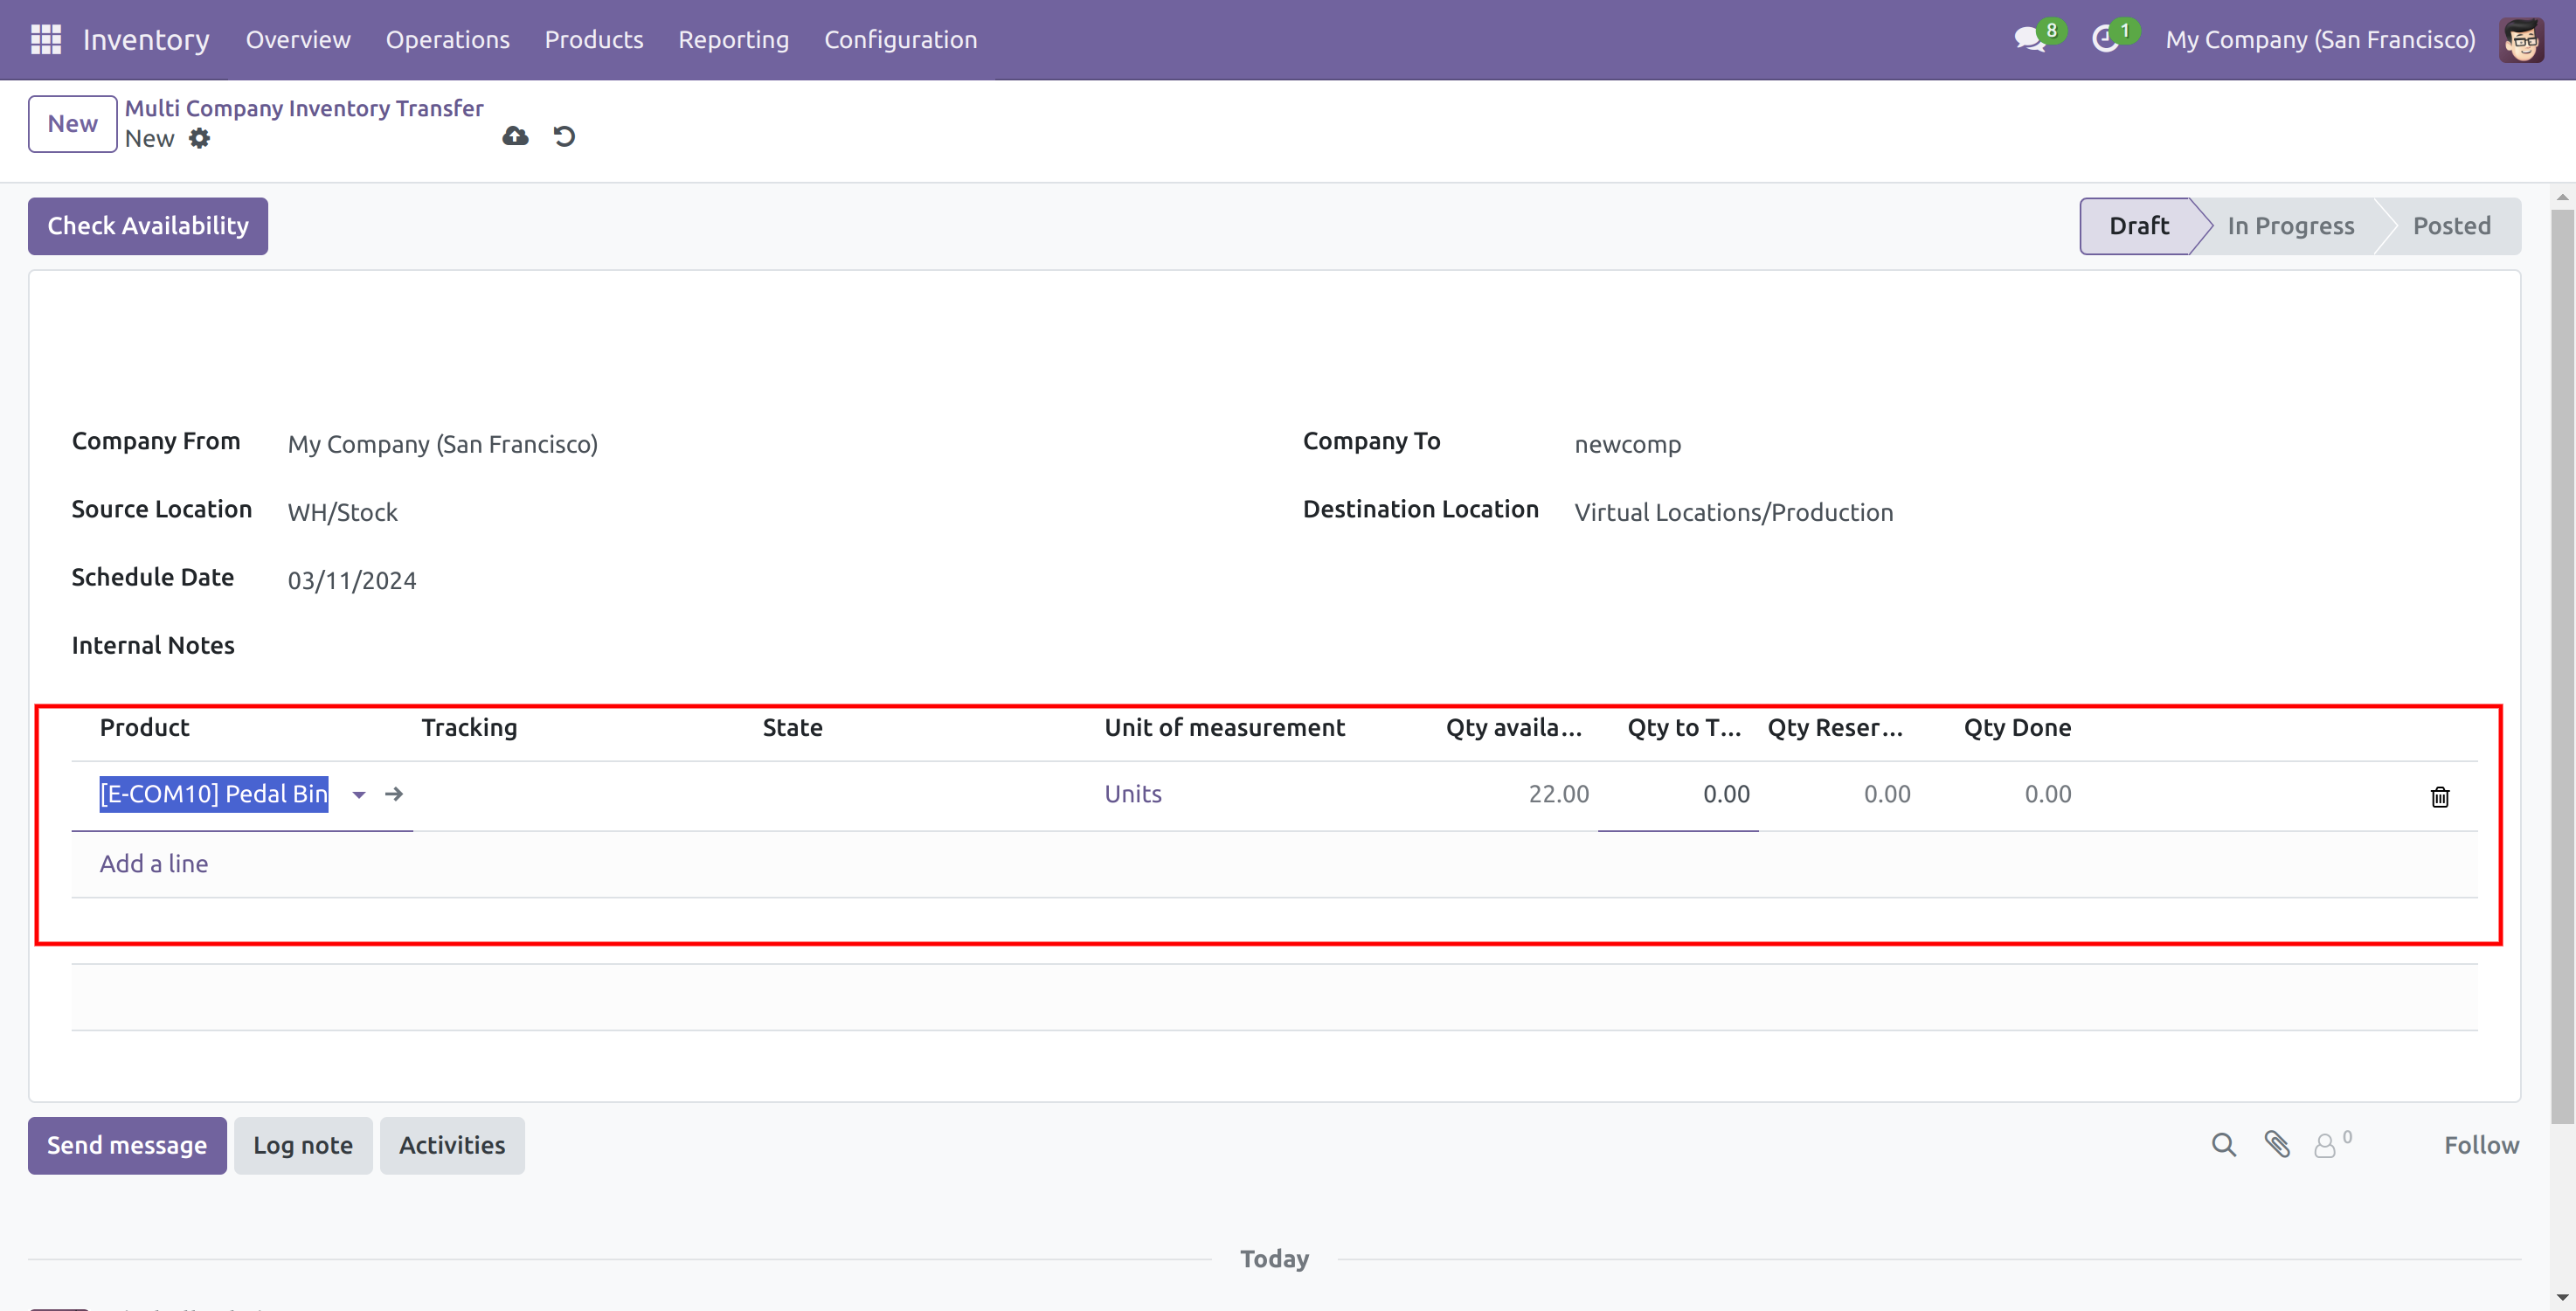 Inventory Overview Operations Products Reporting Configuration 8 1 My Company (San Francisco)
New Multi Company Inventory Transfer
New
Check Availability Draft In Progress Posted
Company From My Company (San Francisco) Company To newcomp
Source Location WH/Stock Destination Location Virtual Locations/Production
Schedule Date 03/11/2024
Internal Notes
Product Tracking State Unit of measurement Qty availa... Qty to T... Qty Reser... Qty Done
[E-COM10] Pedal Bin Units 22.00 0.00 0.00 0.00
Add a line
Send message Log note Activities 0 Follow
Today